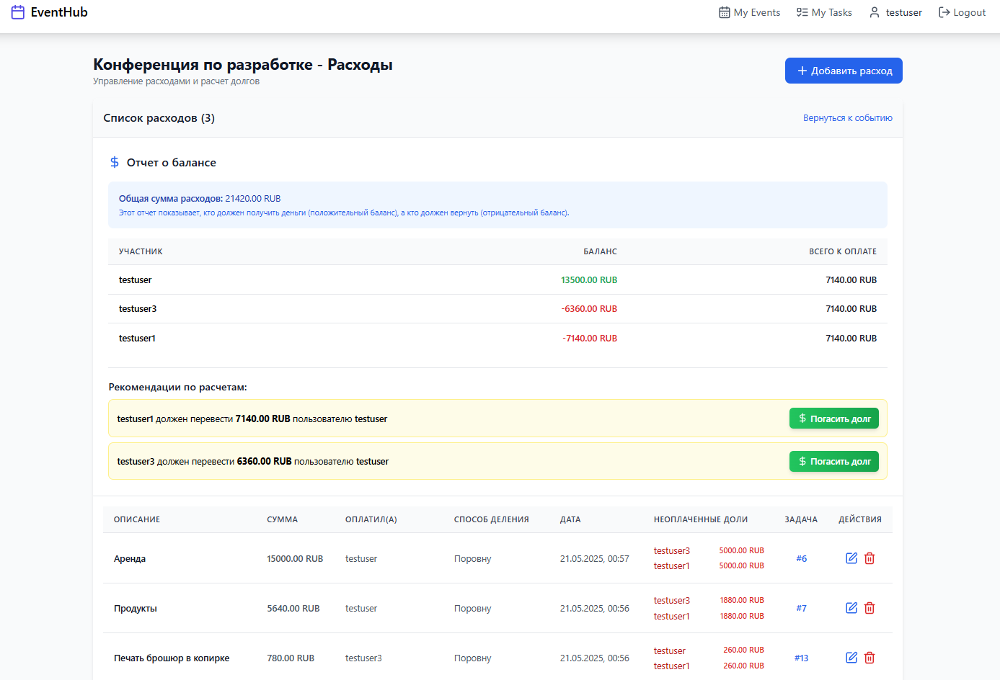 EventHub
My Events My Tasks testuser Logout
Конференция по разработке - Расходы
Управление расходами и расчет долгов
Добавить расход
Список расходов (3)
Вернуться к событию
$ Отчет о балансе
Общая сумма расходов: 21420.00 RUB
Этот отчет показывает, кто должен получить деньги (положительный баланс), а кто должен вернуть (отрицательный баланс).
УЧАСТНИК БАЛАНС ВСЕГО К ОПЛАТЕ
testuser 13500.00 RUB 7140.00 RUB
testuser3 -6360.00 RUB 7140.00 RUB
testuser1 -7140.00 RUB 7140.00 RUB
Рекомендации по расчетам:
testuser1 должен перевести 7140.00 RUB пользователю testuser
$ Погасить долг
testuser3 должен перевести 6360.00 RUB пользователю testuser
$ Погасить долг
ОПИСАНИЕ СУММА ОПЛАТИЛ(А) СПОСОБ ДЕЛЕНИЯ ДАТА НЕОПЛАЧЕННЫЕ ДОЛИ ЗАДАЧА ДЕЙСТВИЯ
testuser3 5000.00 RUB
Аренда 15000.00 RUB testuser Поровну 21.05.2025, 00:57 #6
testuser1 5000.00 RUB
testuser3 1880.00 RUB
Продукты 5640.00 RUB testuser Поровну 21.05.2025, 00:56 #7
testuser1 1880.00 RUB
testuser 260.00 RUB
Печать брошюр в копирке 780.00 RUB testuser3 Поровну 21.05.2025, 00:56 #13
testuser1 260.00 RUB